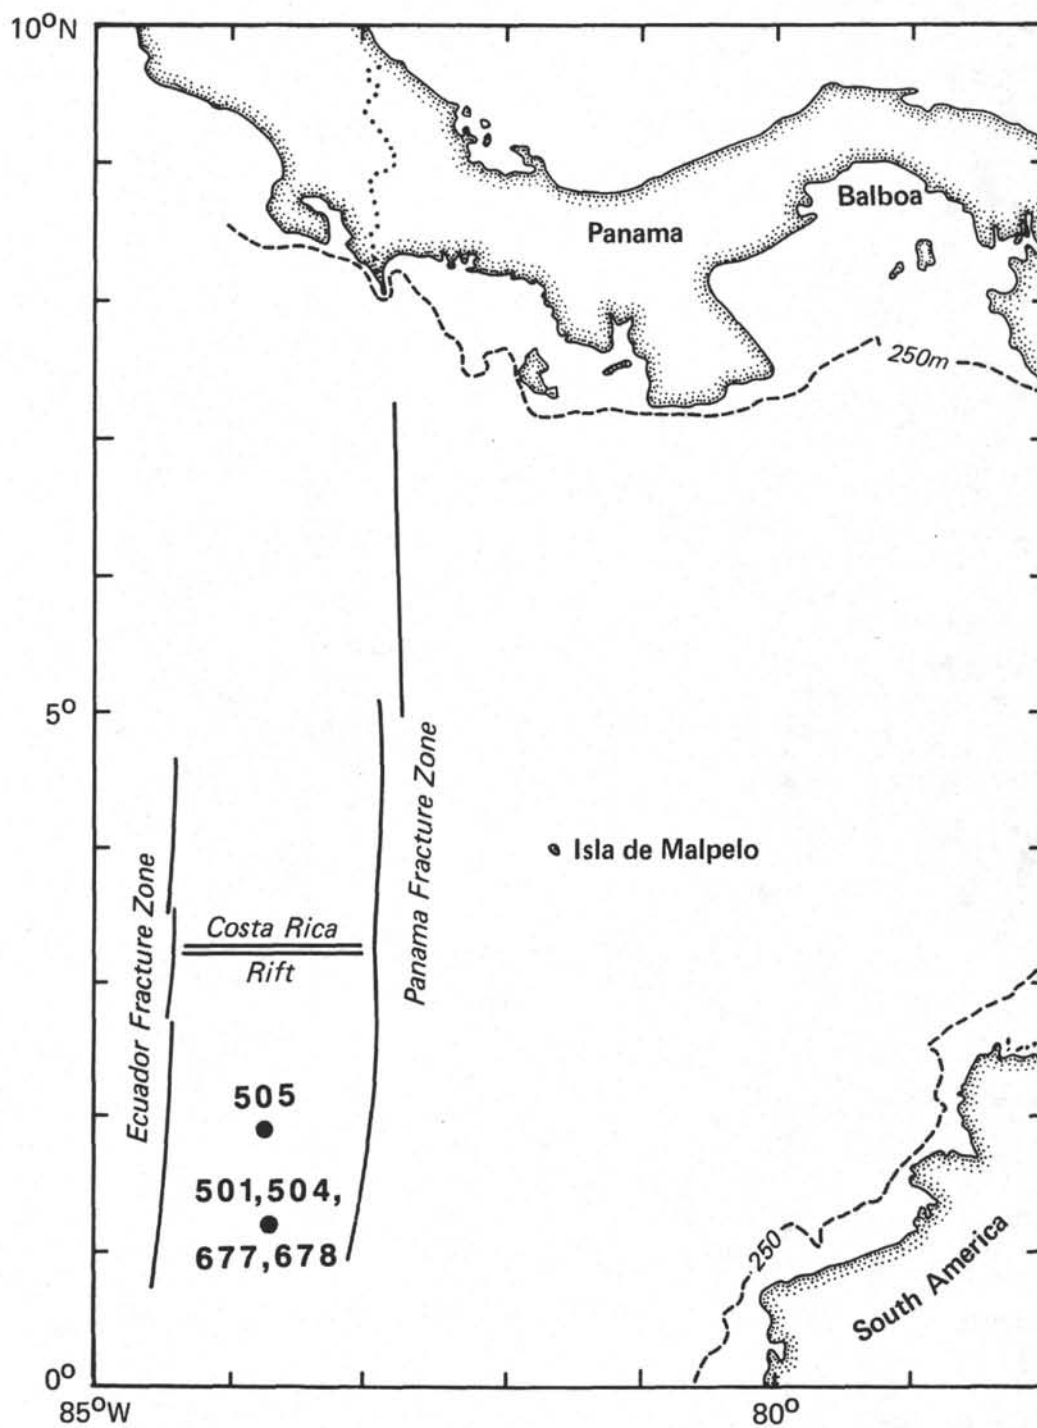 10°N
Balboa
Panama
250m
5°
Panama Fracture Zone
Isla de Malpelo
Ecuador Fracture Zone
Costa Rica
Rift
505
501,504,
677,678
250
South America
0°
85°W
80°